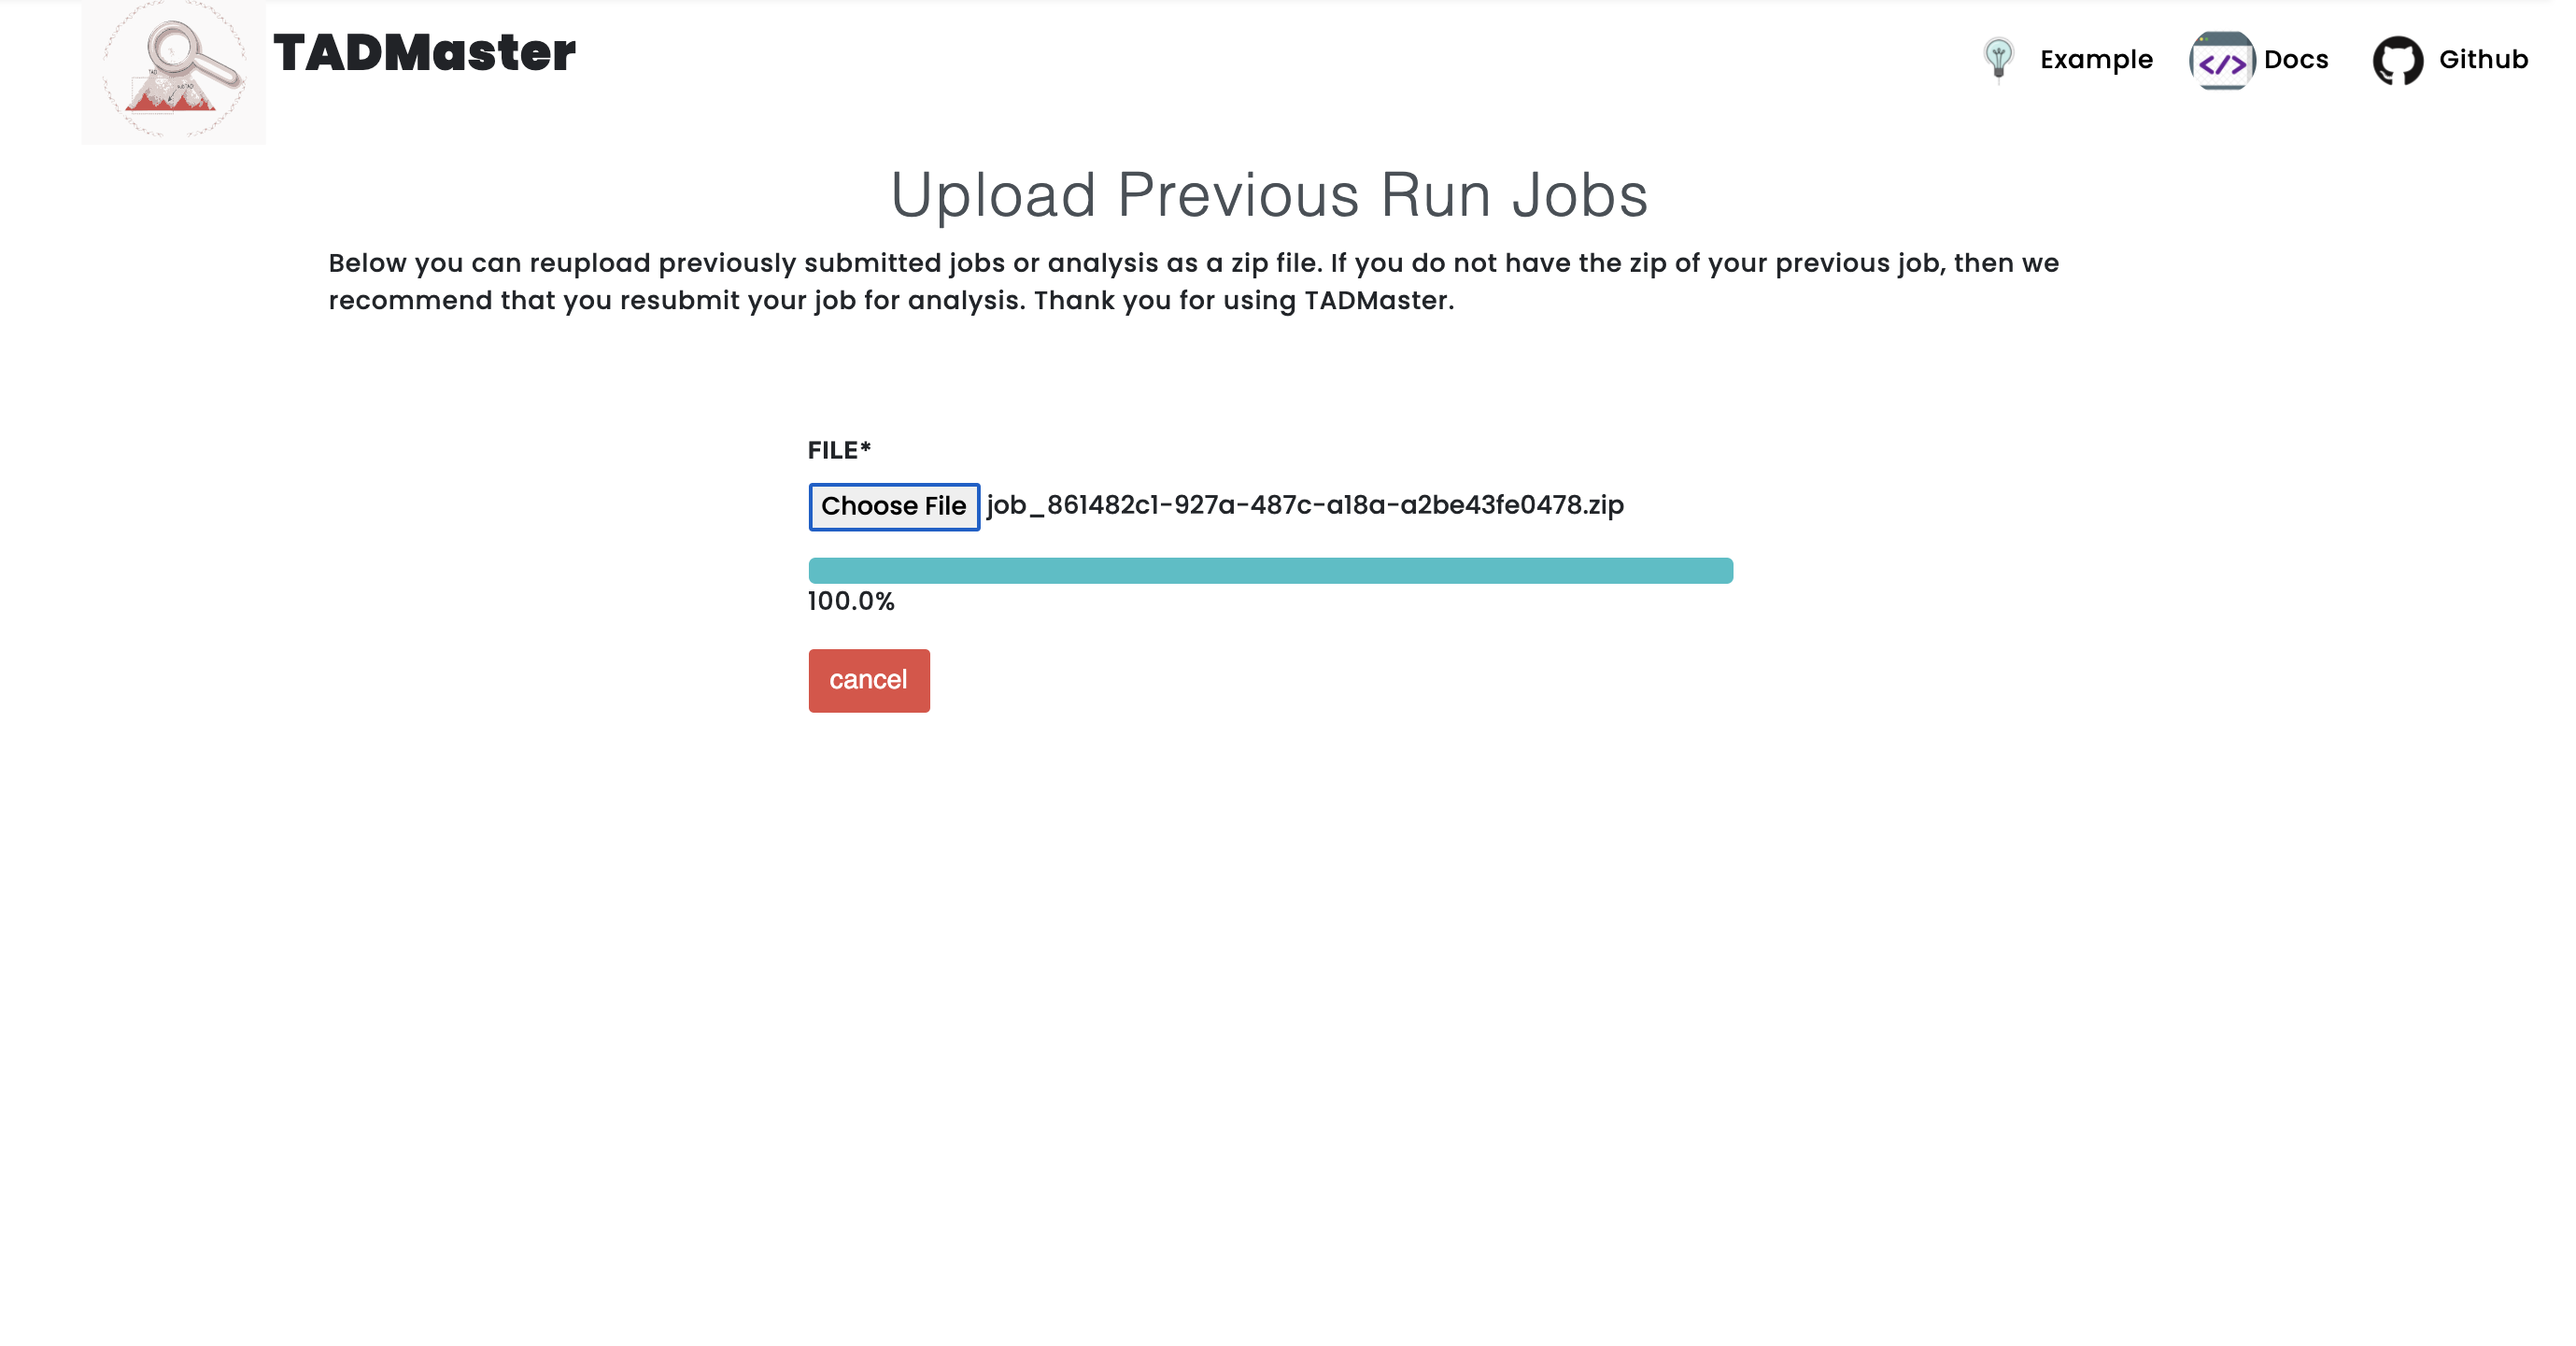 TADMaster
Example
Docs
Github
Upload Previous Run Jobs
Below you can reupload previously submitted jobs or analysis as a zip file. If you do not have the zip of your previous job, then we
recommend that you resubmit your job for analysis. Thank you for using TADMaster.
FILE*
Choose File job_861482c1-927a-487c-a18a-a2be43fe0478.zip
100.0%
cancel